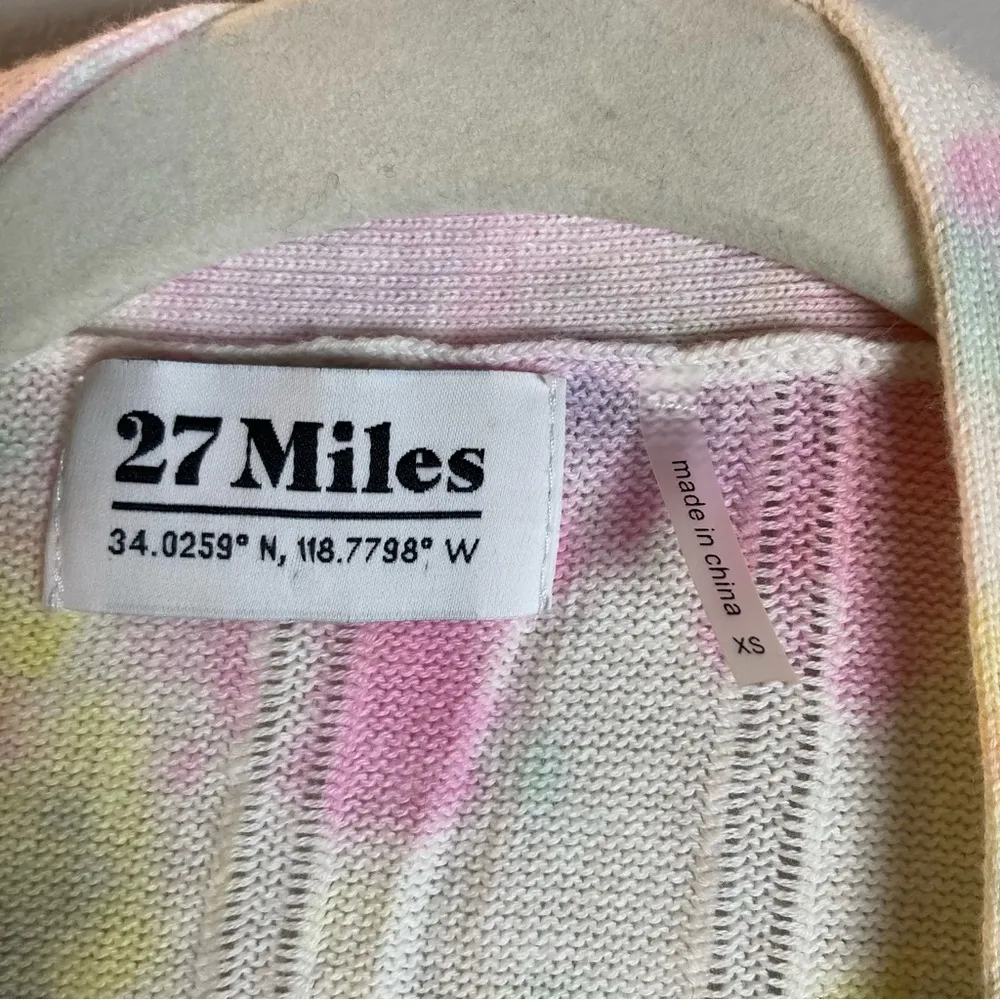 27 Miles
34.0259° N, 118.7798° W
made in china
XS